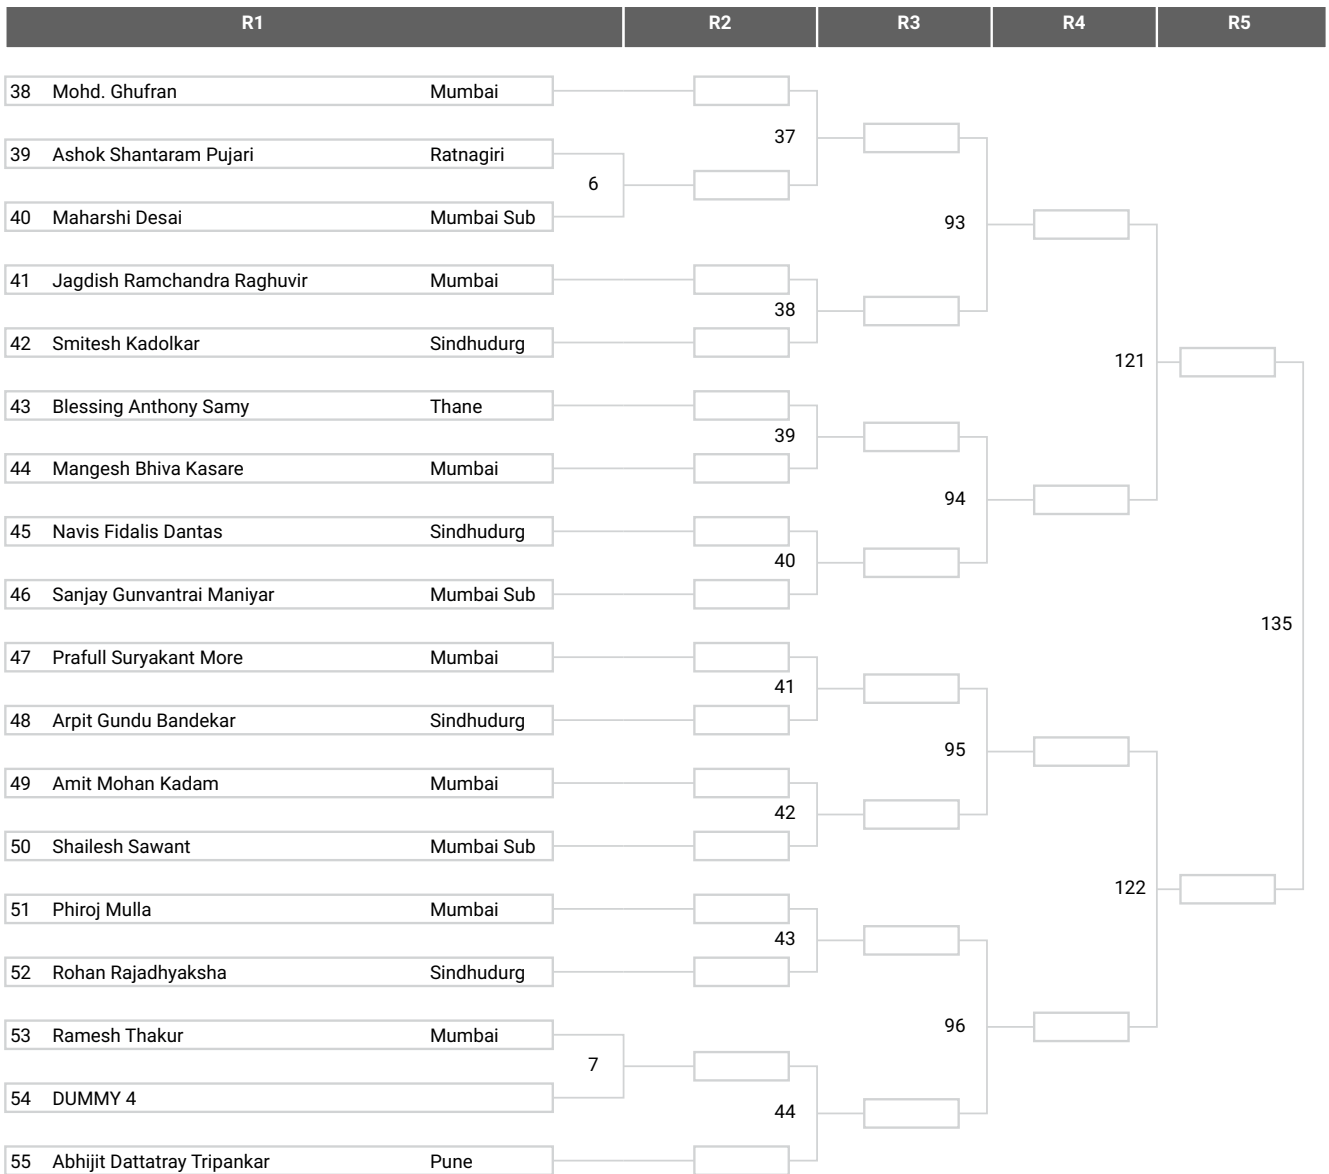 R1 R2 R3 R4 R5
38 Mohd. Ghufran Mumbai
37
39 Ashok Shantaram Pujari Ratnagiri
6
40 Maharshi Desai Mumbai Sub
93
41 Jagdish Ramchandra Raghuvir Mumbai
38
42 Smitesh Kadolkar Sindhudurg
121
43 Blessing Anthony Samy Thane
39
44 Mangesh Bhiva Kasare Mumbai
94
45 Navis Fidalis Dantas Sindhudurg
40
46 Sanjay Gunvantrai Maniyar Mumbai Sub
135
47 Prafull Suryakant More Mumbai
41
48 Arpit Gundu Bandekar Sindhudurg
95
49 Amit Mohan Kadam Mumbai
42
50 Shailesh Sawant Mumbai Sub
122
51 Phiroj Mulla Mumbai
43
52 Rohan Rajadhyaksha Sindhudurg
96
53 Ramesh Thakur Mumbai
7
54 DUMMY 4
44
55 Abhijit Dattatray Tripankar Pune